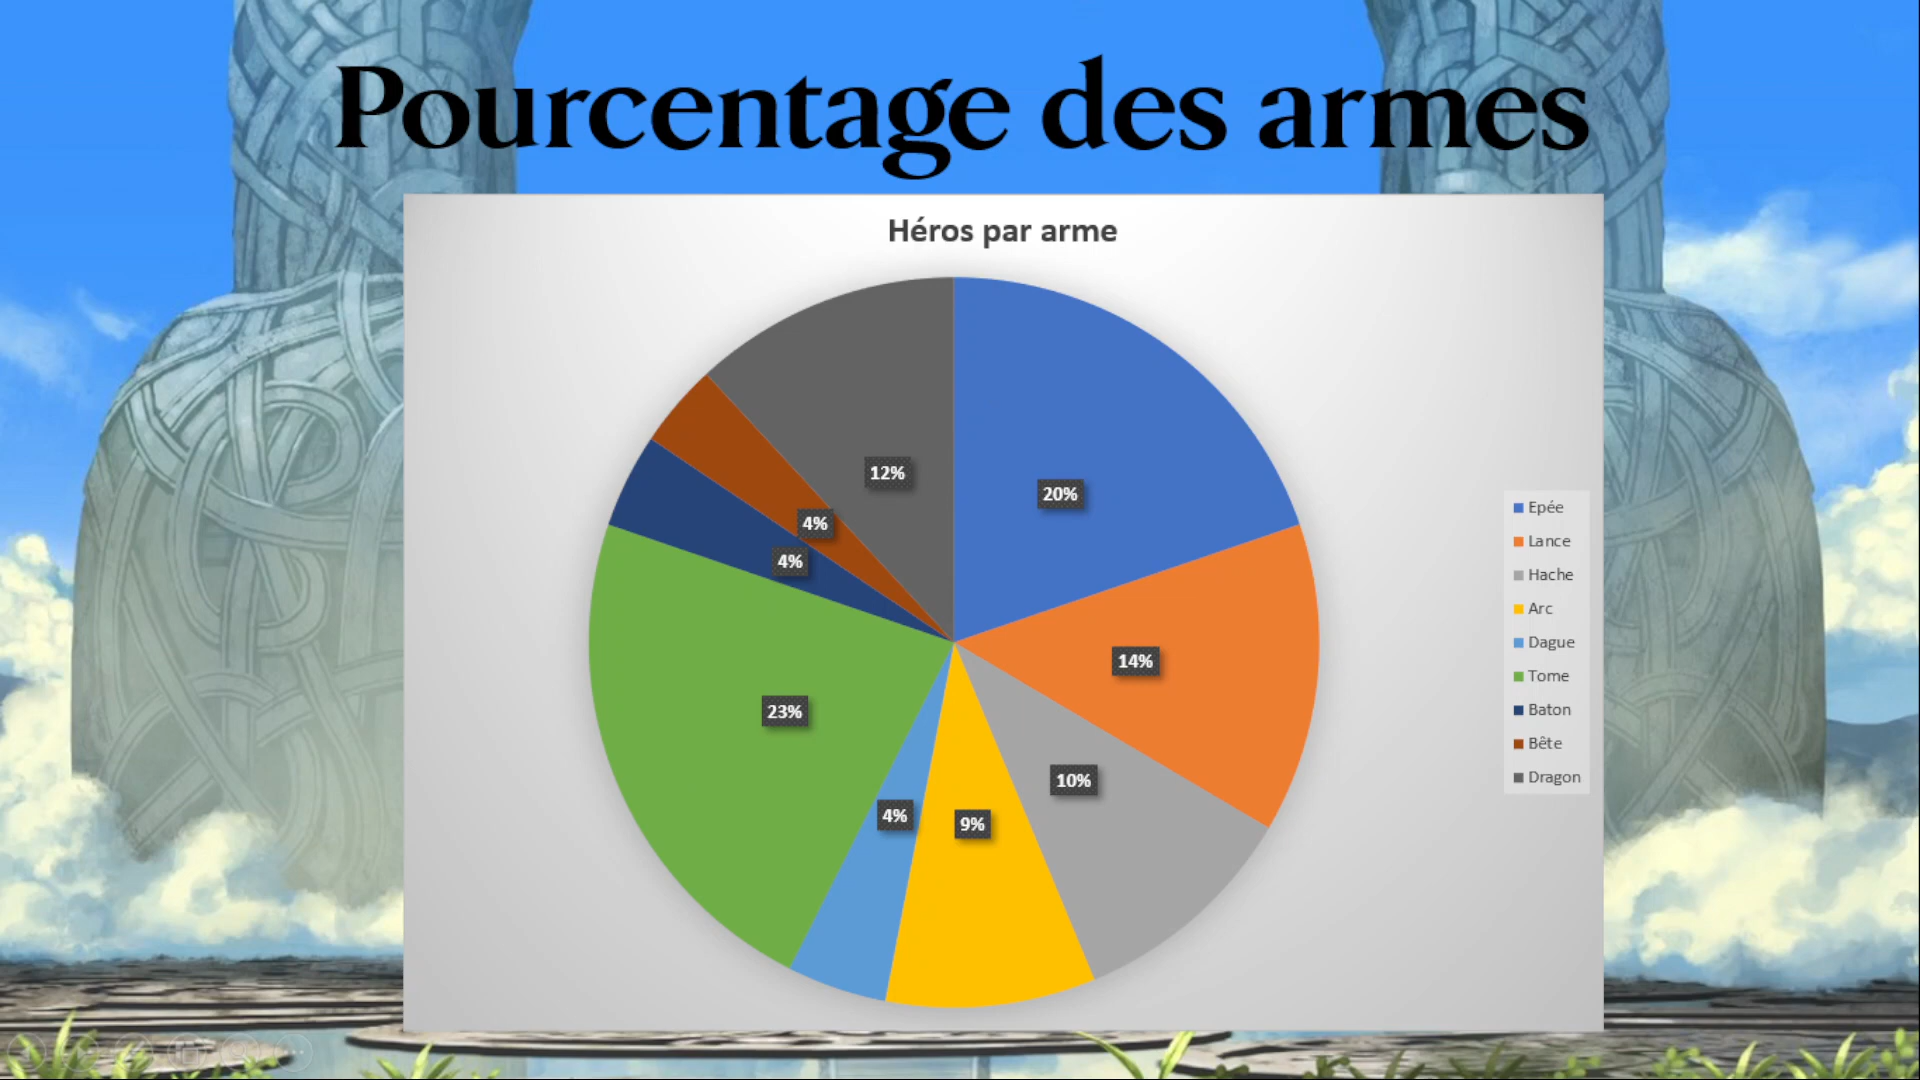 Pourcentage des armes
Héros par arme
12%
20%
4%
4%
14%
23%
10%
4%
9%
Epée
Lance
Hache
Arc
Dague
Tome
Baton
Bête
Dragon